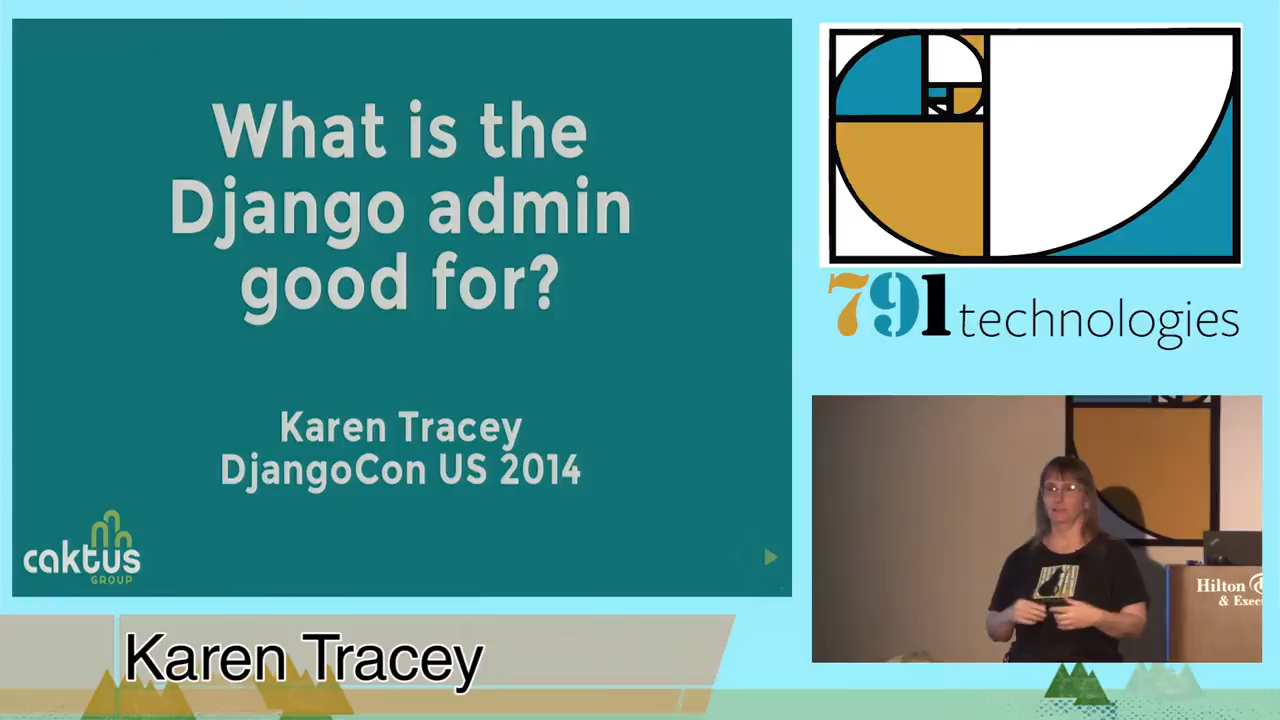 What is the
Django admin
good for?
Karen Tracey
DjangoCon US 2014
caktus
GROUP
791 technologies
Hilton
& Exec
Karen Tracey